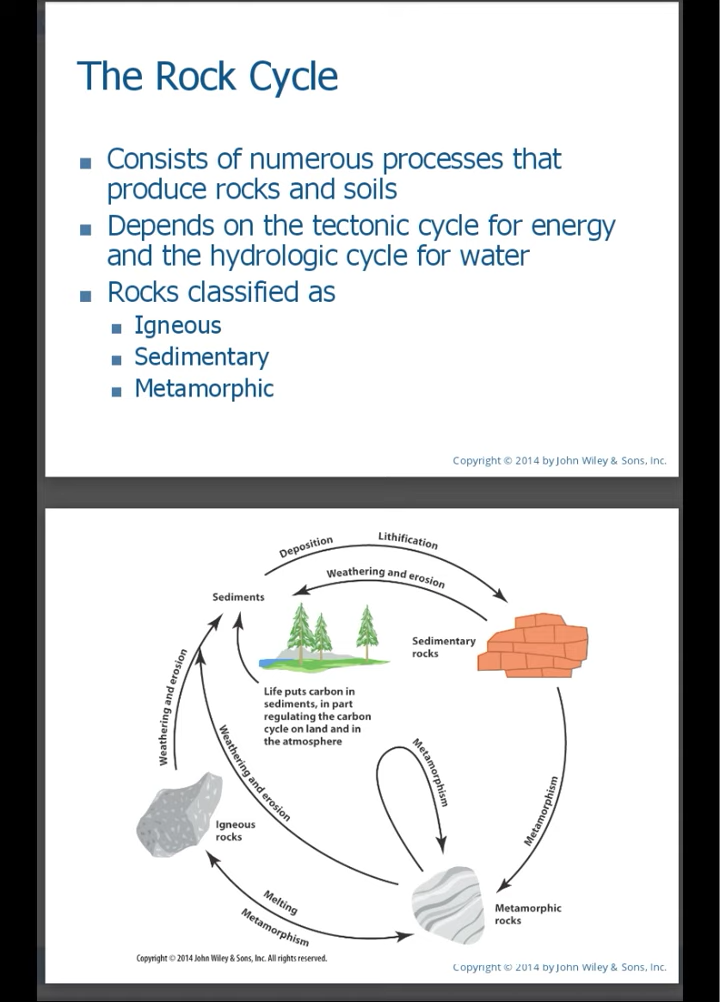 The Rock Cycle
Consists of numerous processes that
produce rocks and soils
Depends on the tectonic cycle for energy
and the hydrologic cycle for water
Rocks classified as
Igneous
Sedimentary
Metamorphic
Copyright © 2014 by John Wiley & Sons, Inc.
Deposition
Lithification
Weathering and erosion
Sediments
Sedimentary
rocks
Weathering and erosion
Life puts carbon in
sediments, in part
regulating the carbon
cycle on land and in
the atmosphere
Weathering and erosion
Metamorphism
Metamorphism
Igneous
rocks
Melting
Metamorphism
Metamorphic
rocks
Copyright © 2014 John Wiley & Sons, Inc. All rights reserved.
Copyright © 2014 by John Wiley & Sons, Inc.